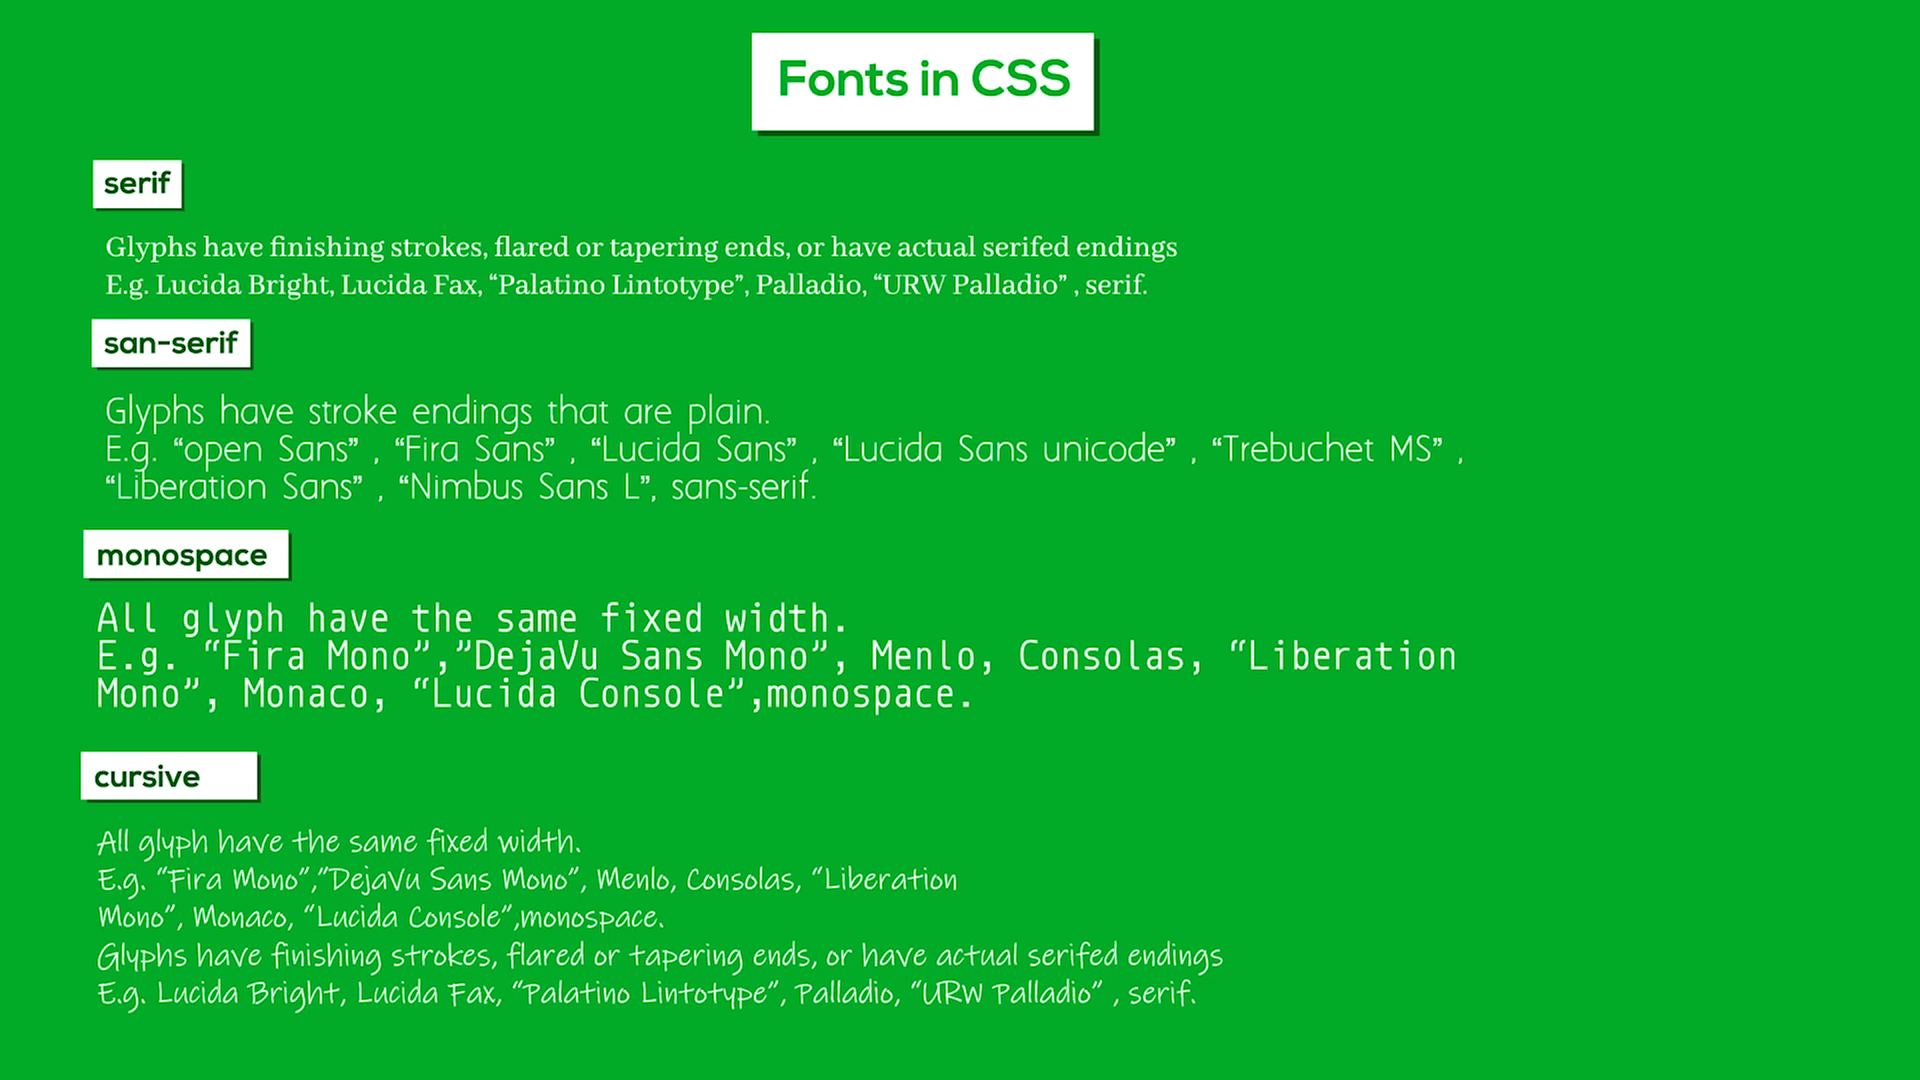 Fonts in CSS
serif
Glyphs have finishing strokes, flared or tapering ends, or have actual serifed endings
E.g. Lucida Bright, Lucida Fax, “Palatino Lintotype”, Palladio, “URW Palladio” , serif.
san-serif
Glyphs have stroke endings that are plain.
E.g. “open Sans” , “Fira Sans” , “Lucida Sans” , “Lucida Sans unicode” , “Trebuchet MS” ,
“Liberation Sans” , “Nimbus Sans L”, sans-serif.
monospace
All glyph have the same fixed width.
E.g. “Fira Mono”,”DejaVu Sans Mono”, Menlo, Consolas, “Liberation
Mono”, Monaco, “Lucida Console”,monospace.
cursive
All glyph have the same fixed width.
E.g. “Fira Mono”,”DejaVu Sans Mono”, Menlo, Consolas, “Liberation
Mono”, Monaco, “Lucida Console”,monospace.
Glyphs have finishing strokes, flared or tapering ends, or have actual serifed endings
E.g. Lucida Bright, Lucida Fax, “Palatino Lintotype”, Palladio, “URW Palladio” , serif.